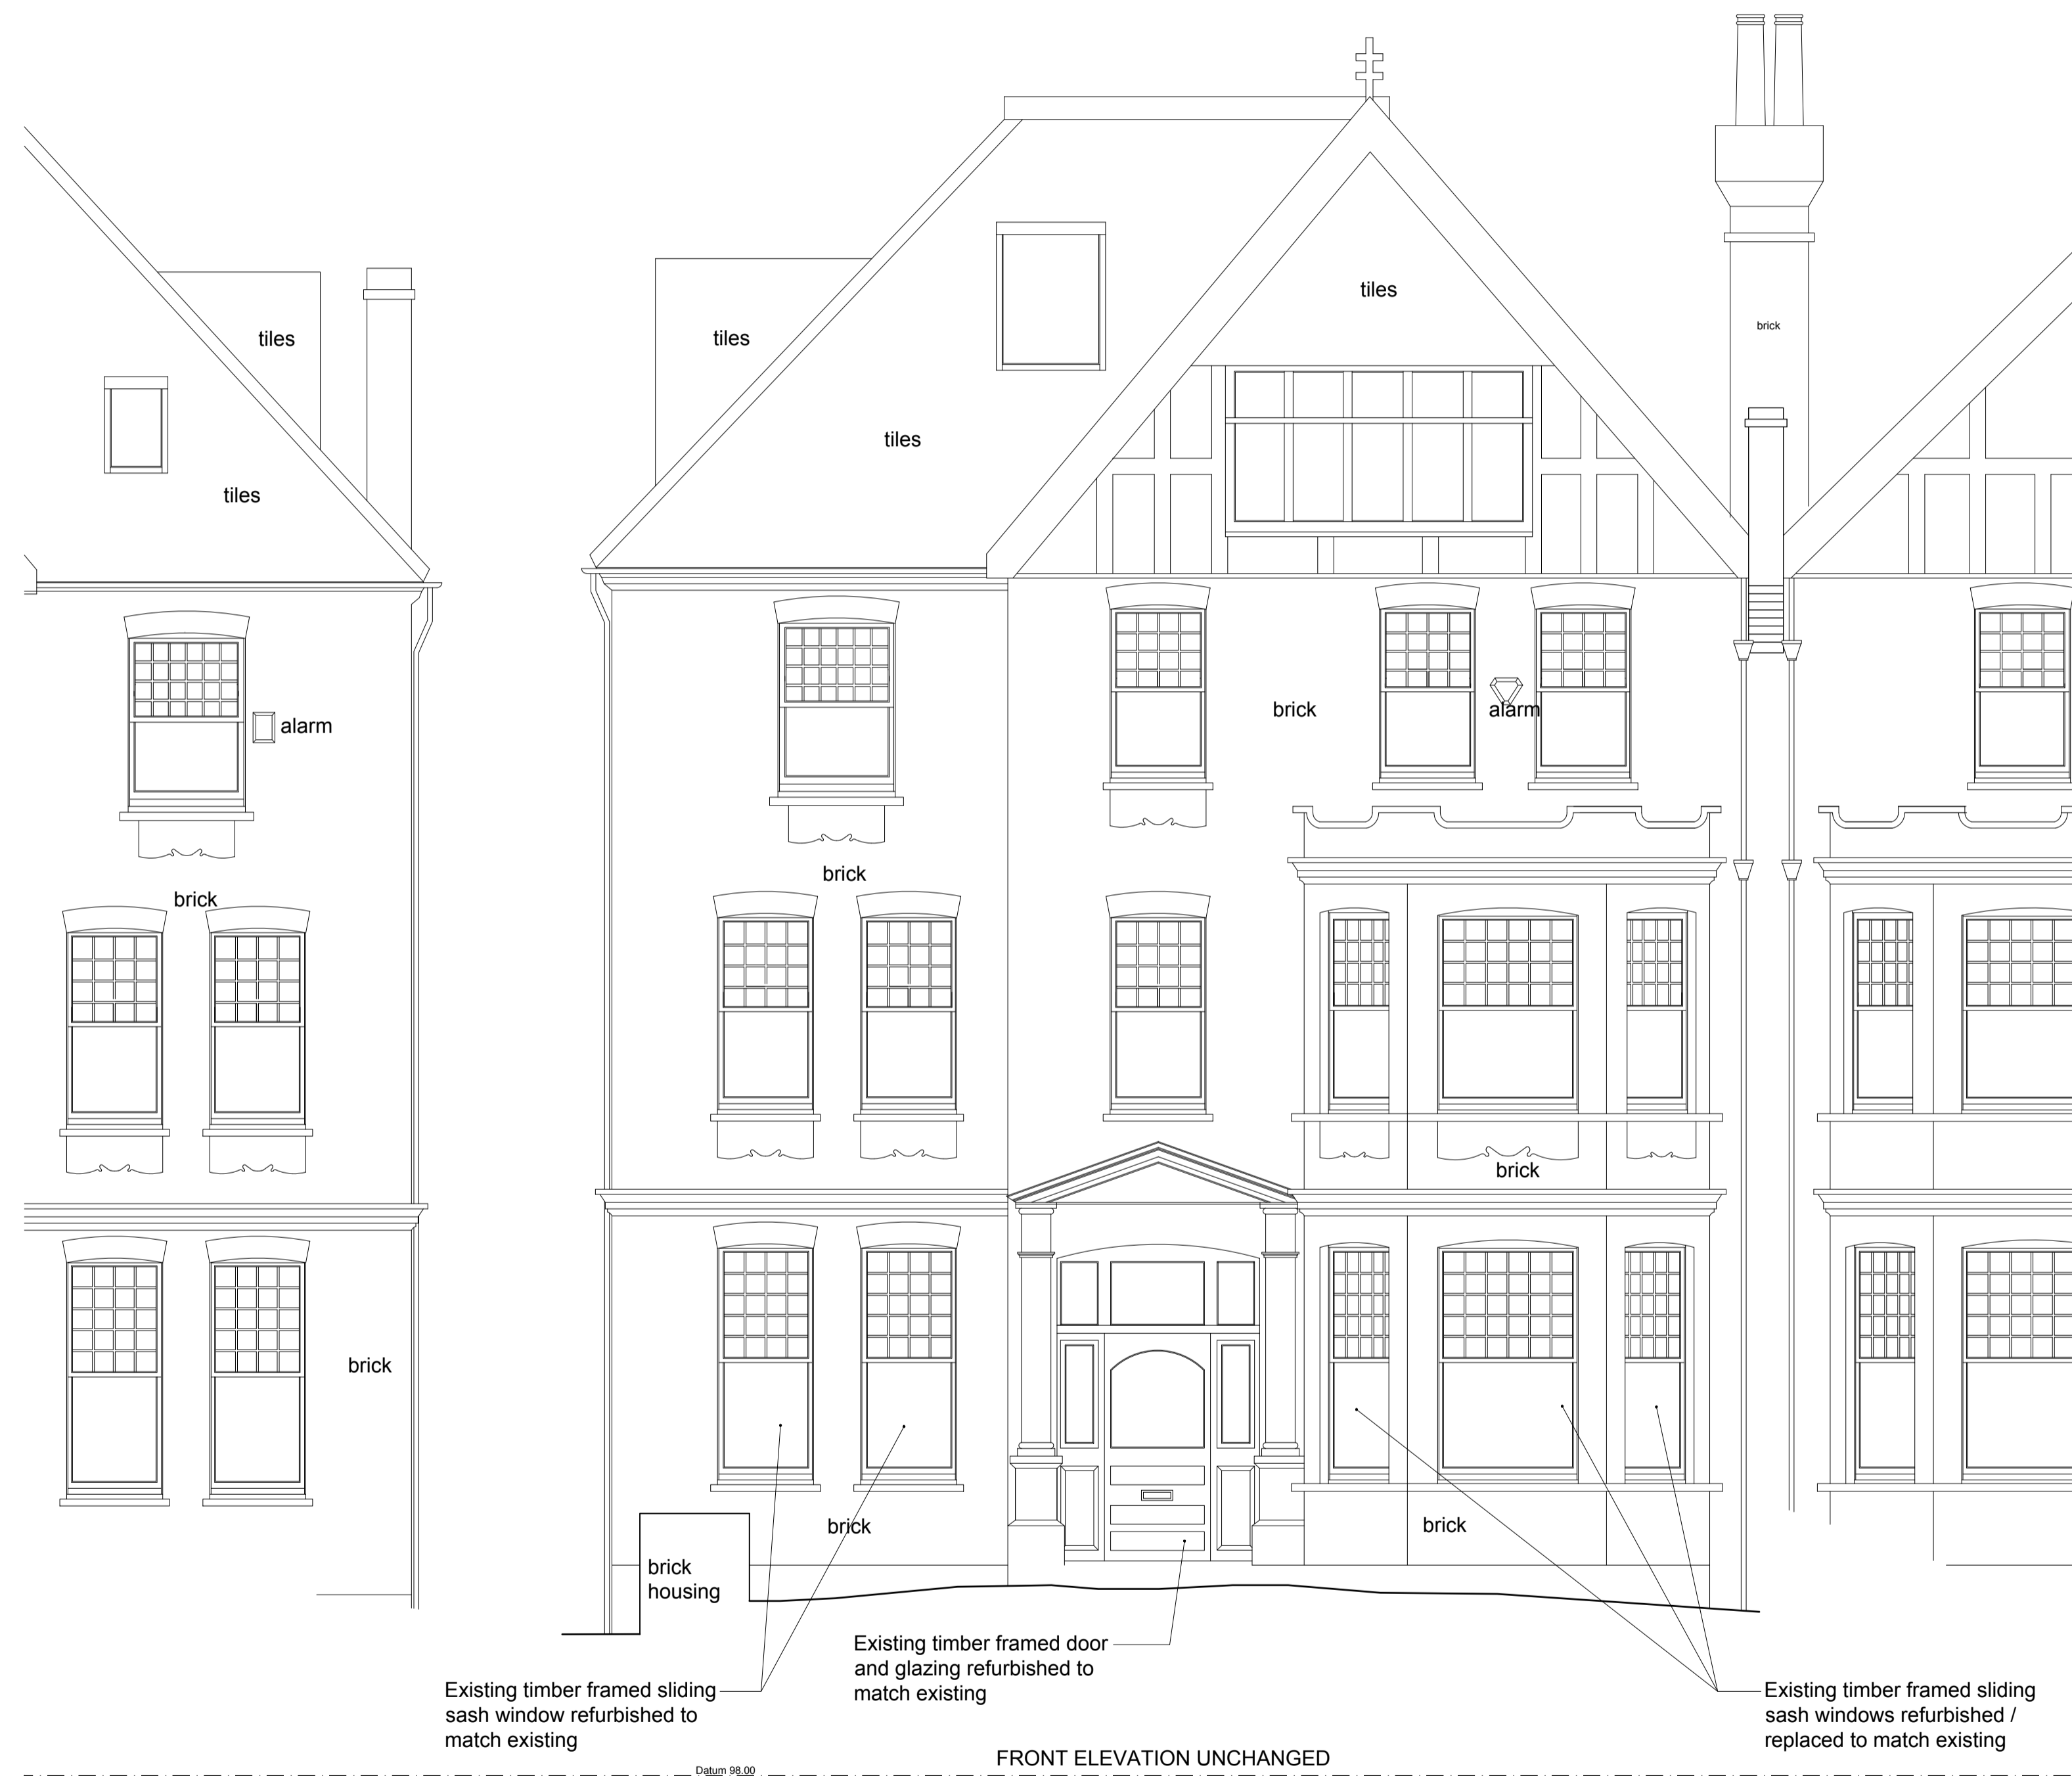 tiles
brick
tiles
tiles
tiles
tiles
brick
alarm
alarm
brick
brick
brick
brick
brick
brick
brick
brick
housing
Existing timber framed door
and glazing refurbished to
match existing
Existing timber framed sliding
sash window refurbished to
match existing
Existing timber framed sliding
sash windows refurbished /
replaced to match existing
FRONT ELEVATION UNCHANGED
Datum 98.00